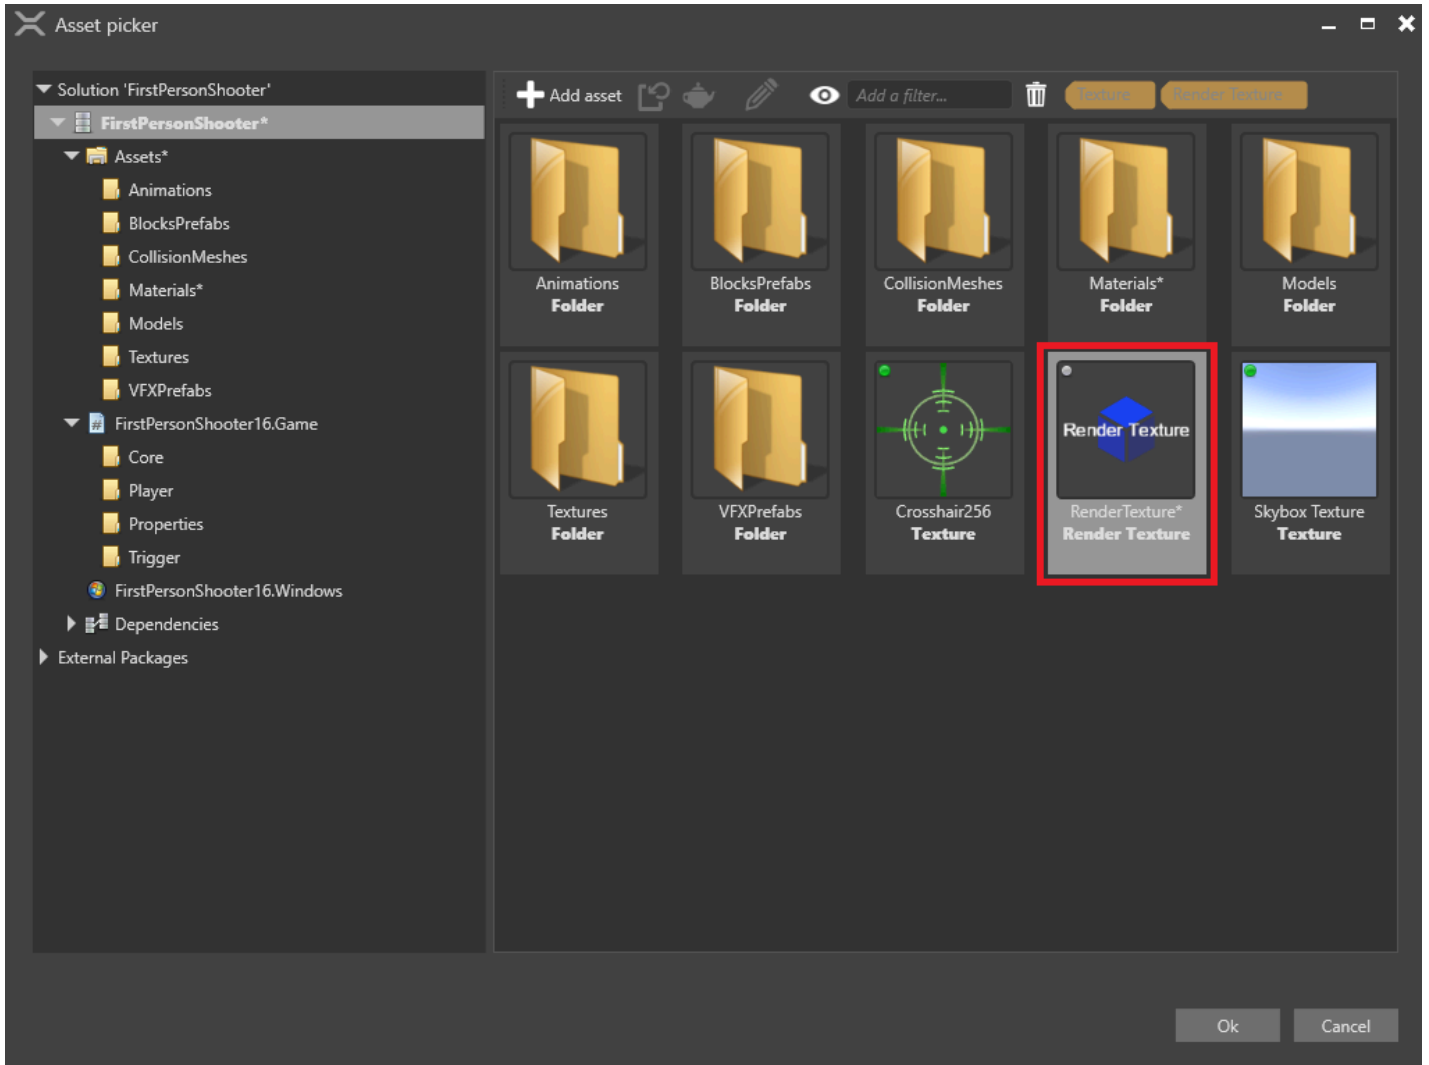 Asset picker
Solution 'FirstPersonShooter'
FirstPersonShooter*
Assets*
Animations
BlocksPrefabs
CollisionMeshes
Materials*
Models
Textures
VFXPrefabs
FirstPersonShooter16.Game
Core
Player
Properties
Trigger
FirstPersonShooter16.Windows
Dependencies
External Packages
Add asset Add a filter... Texture Render Texture
Animations BlocksPrefabs CollisionMeshes Materials* Models
Folder Folder Folder Folder Folder
Render Texture
Textures VFXPrefabs Crosshair256 RenderTexture* Skybox Texture
Folder Folder Texture Render Texture Texture
Ok Cancel